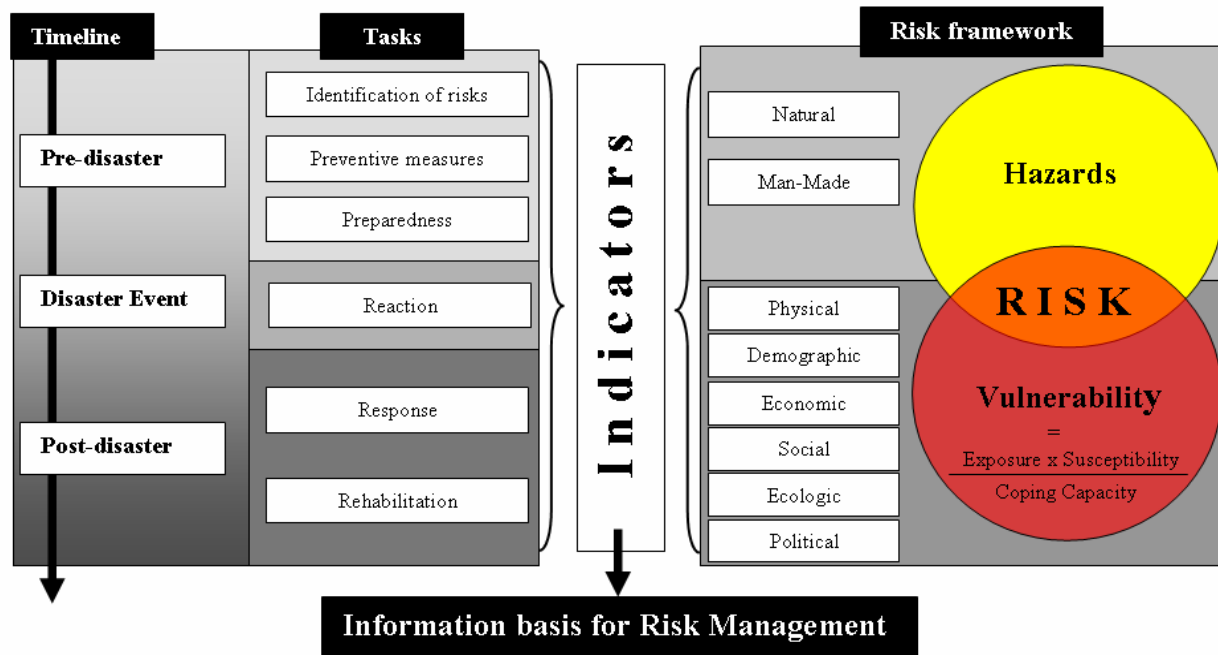 Timeline
Tasks
Risk framework
Pre-disaster
Disaster Event
Post-disaster
Identification of risks
Preventive measures
Preparedness
Reaction
Response
Rehabilitation
Indicators
Natural
Man-Made
Physical
Demographic
Economic
Social
Ecologic
Political
Hazards
RISK
Vulnerability
=
Exposure x Susceptibility
Coping Capacity
Information basis for Risk Management